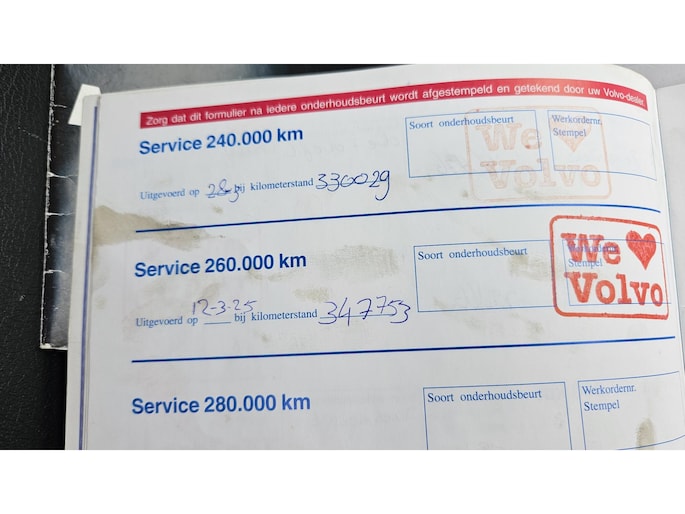 Zorg dat dit formulier na iedere onderhoudsbeurt wordt afgestempeld en getekend door uw Volvo-dealer.
Service 240.000 km
Soort onderhoudsbeurt
Werkordernr.
Stempel
We
Volvo
Uitgevoerd op bij kilometerstand 330029
Service 260.000 km
Soort onderhoudsbeurt
Stempel
We
Volvo
Uitgevoerd op 12-3-25 bij kilometerstand 347753
Service 280.000 km
Soort onderhoudsbeurt
Werkordernr.
Stempel